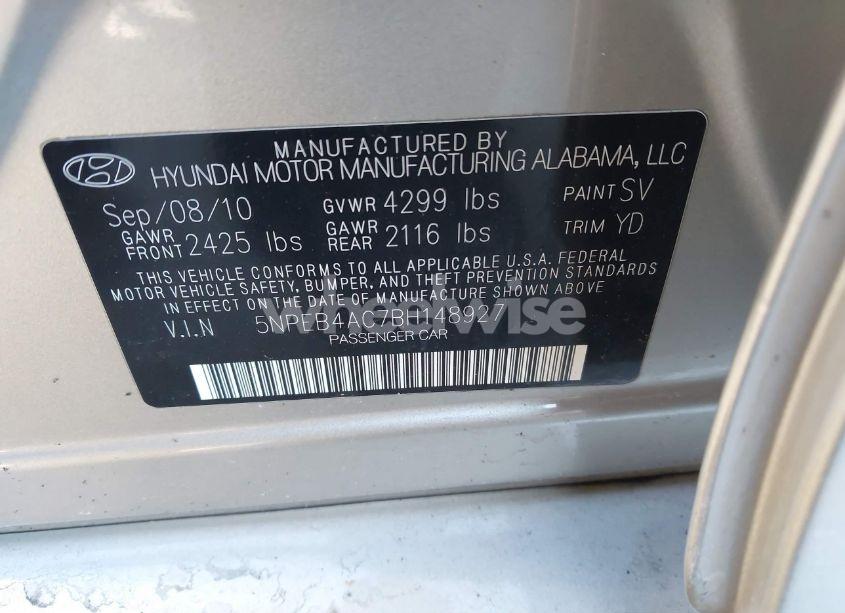 MANUFACTURED BY
HYUNDAI MOTOR MANUFACTURING ALABAMA, LLC
Sep/08/10 GVWR 4299 lbs PAINT SV
GAWR FRONT 2425 lbs GAWR REAR 2116 lbs TRIM YD
THIS VEHICLE CONFORMS TO ALL APPLICABLE U.S.A. FEDERAL
MOTOR VEHICLE SAFETY, BUMPER, AND THEFT PREVENTION STANDARDS
IN EFFECT ON THE DATE OF MANUFACTURE SHOWN ABOVE
wheelwise
V.I.N 5NPEB4AC7BH148927
PASSENGER CAR